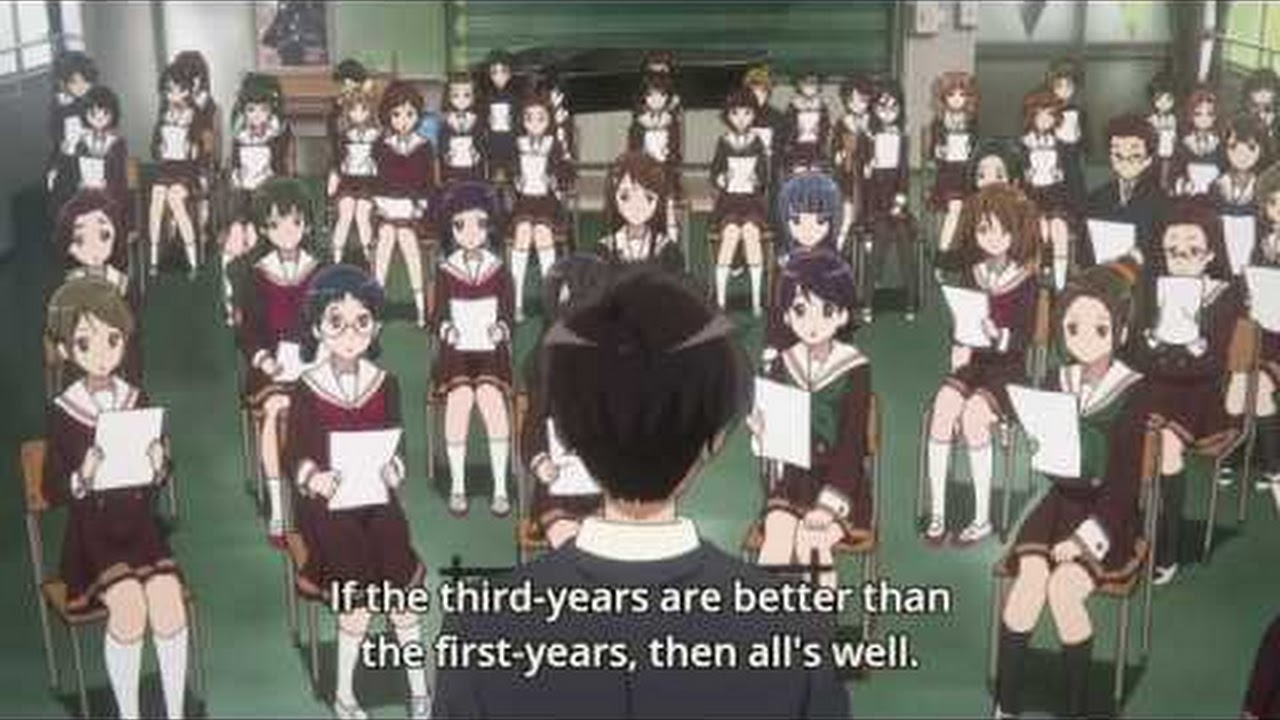 If the third-years are better than
the first-years, then all's well.